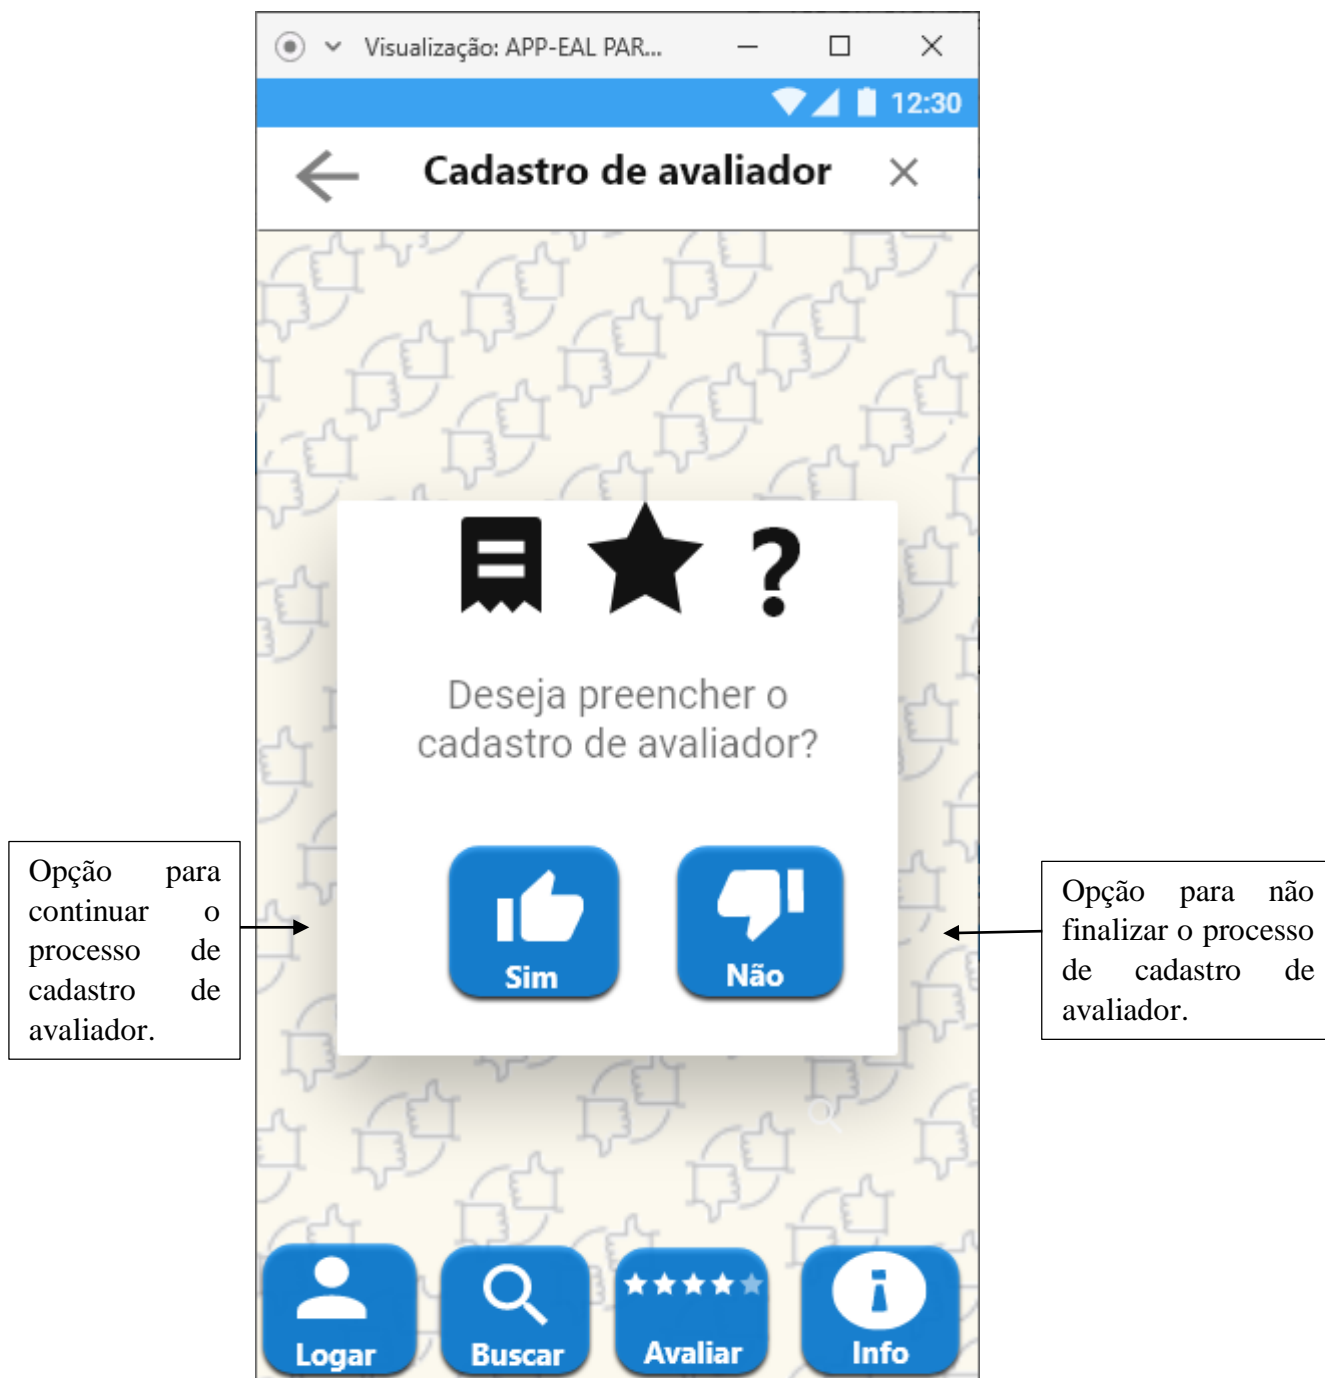 Visualização: APP-EAL PAR...
12:30
Cadastro de avaliador
?
Deseja preencher o
cadastro de avaliador?
Sim
Não
Opção para
continuar o
processo de
cadastro de
avaliador.
Opção para não
finalizar o processo
de cadastro de
avaliador.
Logar
Buscar
Avaliar
Info